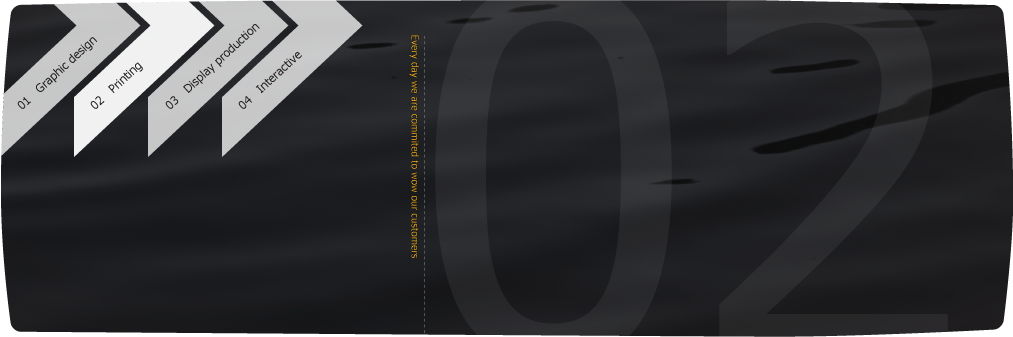 01 Graphic design
02 Printing
03 Display production
04 Interactive
Every day we are commited to wow our customers
02